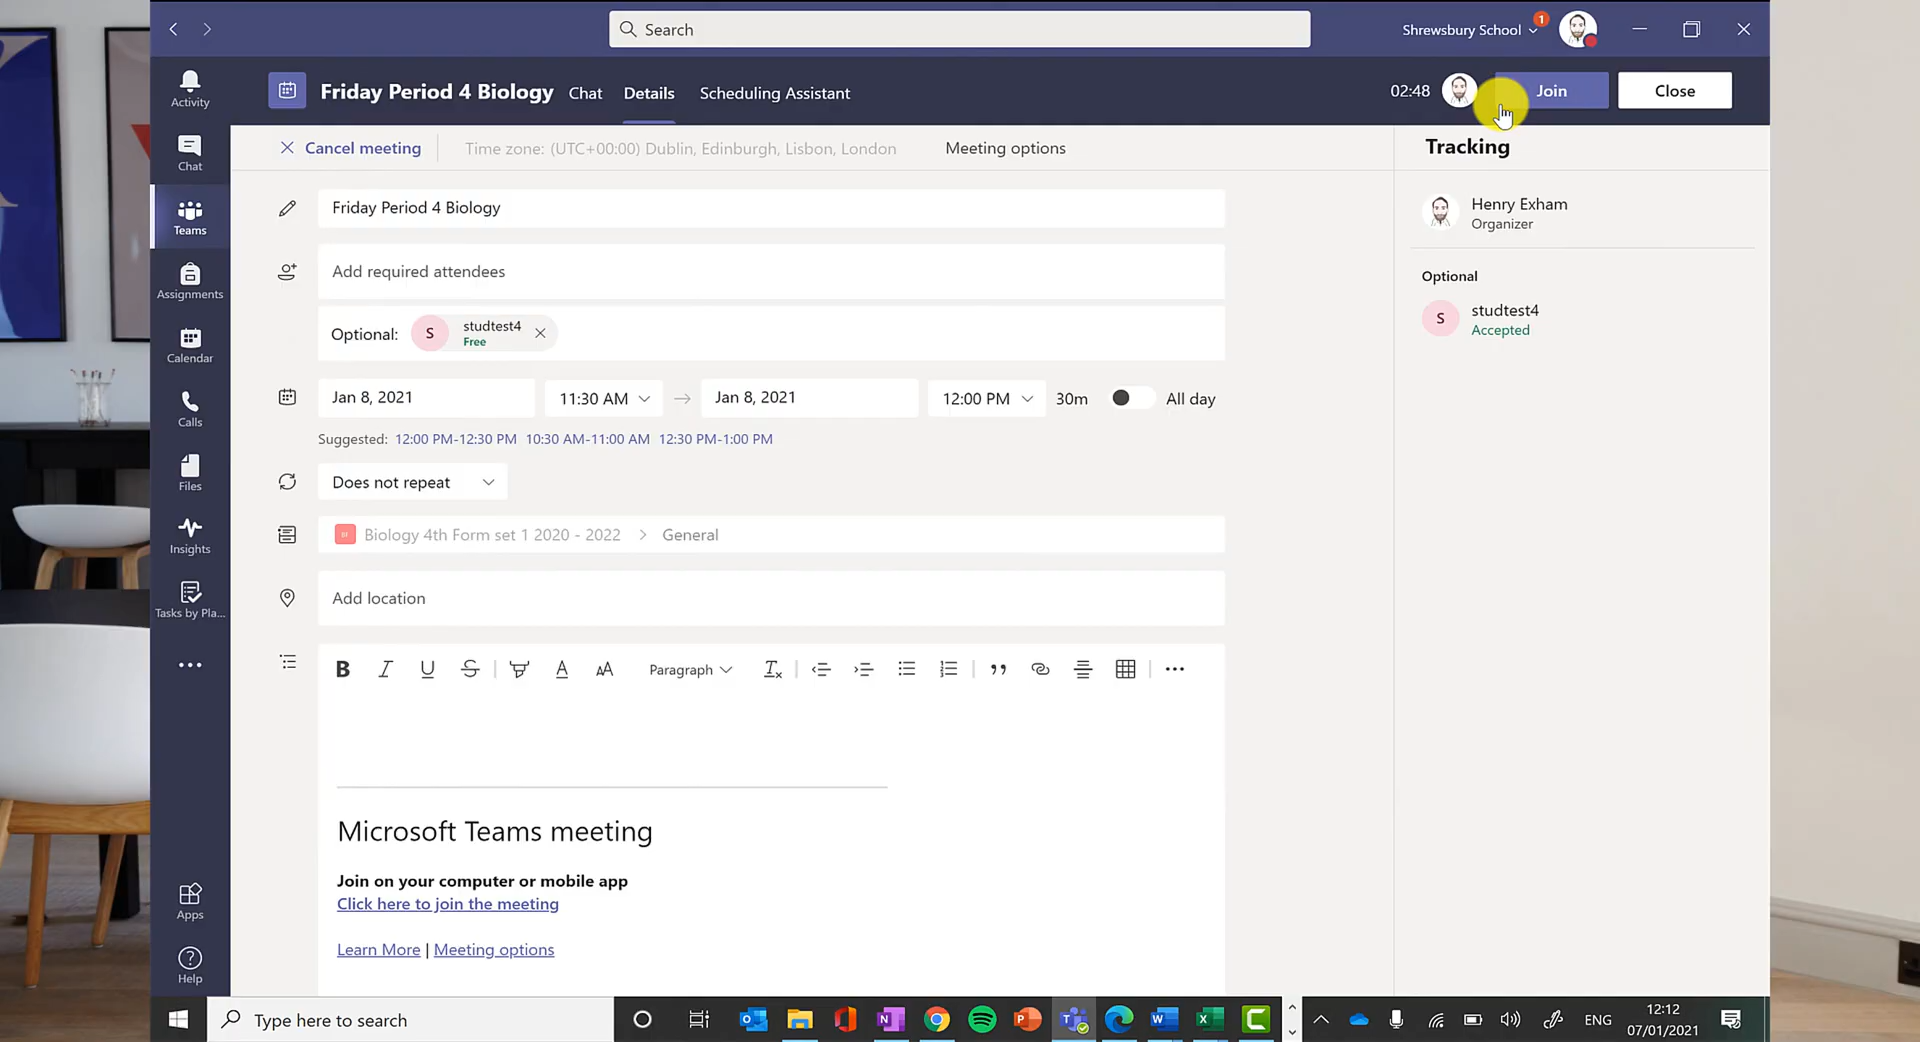 Search
Shrewsbury School
1
Activity
Chat
Teams
Assignments
Calendar
Calls
Files
Insights
Tasks by Pla...
Apps
Help
Friday Period 4 Biology
Chat
Details
Scheduling Assistant
02:48
Join
Close
Cancel meeting
Time zone: (UTC+00:00) Dublin, Edinburgh, Lisbon, London
Meeting options
Friday Period 4 Biology
Add required attendees
Optional:
S
studtest4
Free
Jan 8, 2021
11:30 AM
Jan 8, 2021
12:00 PM
30m
All day
Suggested: 12:00 PM-12:30 PM 10:30 AM-11:00 AM 12:30 PM-1:00 PM
Does not repeat
Biology 4th Form set 1 2020 - 2022 > General
Add location
B I U S A AA Paragraph
Microsoft Teams meeting
Join on your computer or mobile app
Click here to join the meeting
Learn More | Meeting options
Tracking
Henry Exham
Organizer
Optional
S
studtest4
Accepted
Type here to search
ENG
12:12
07/01/2021